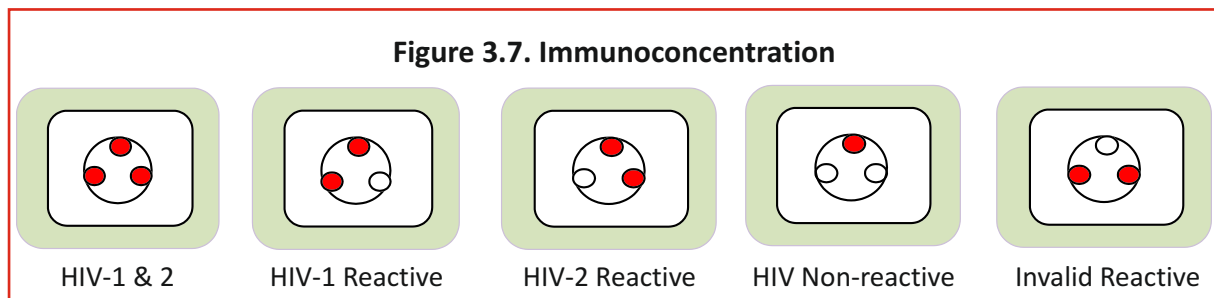 Figure 3.7. Immunoconcentration
HIV-1 & 2
HIV-1 Reactive
HIV-2 Reactive
HIV Non-reactive
Invalid Reactive